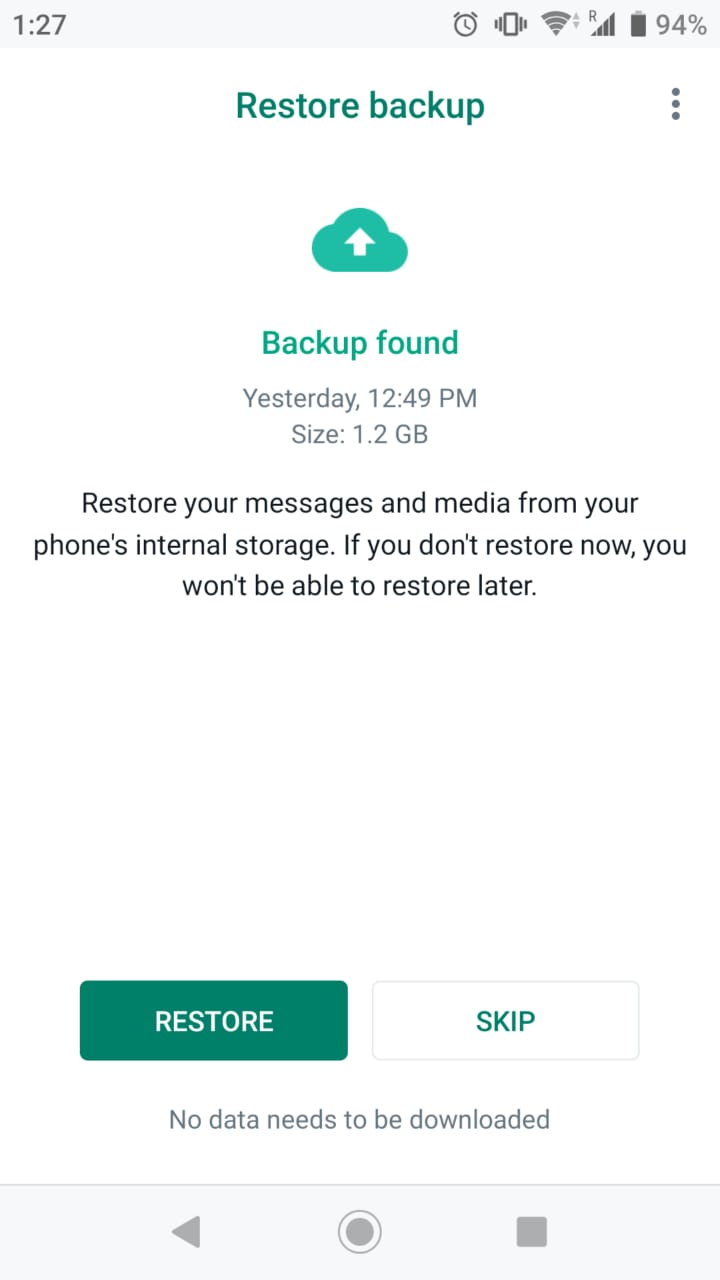 1:27 R 94%
Restore backup
Backup found
Yesterday, 12:49 PM
Size: 1.2 GB
Restore your messages and media from your
phone's internal storage. If you don't restore now, you
won't be able to restore later.
RESTORE SKIP
No data needs to be downloaded